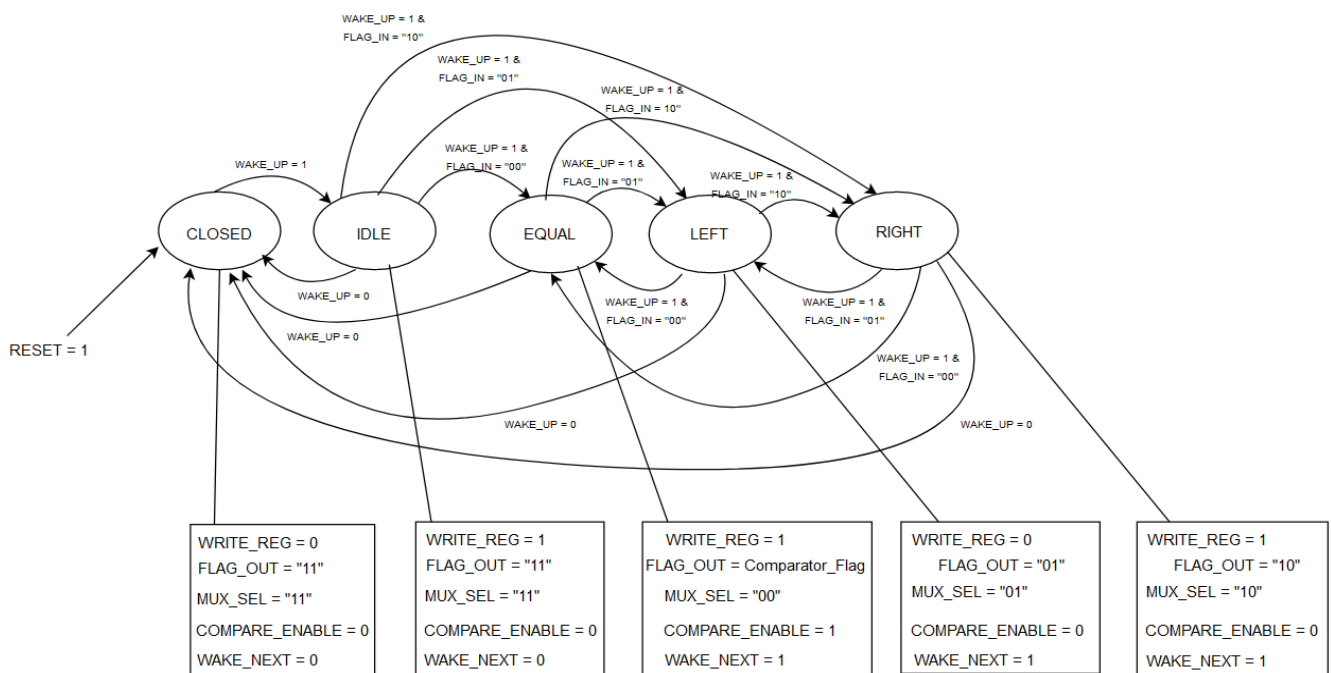 WAKE_UP = 1 &
FLAG_IN = "10"
WAKE_UP = 1 &
FLAG_IN = "01"
WAKE_UP = 1 &
FLAG_IN = 10"
WAKE_UP = 1
WAKE_UP = 1 &
FLAG_IN = "00"
WAKE_UP = 1 &
FLAG_IN = "01"
WAKE_UP = 1 &
FLAG_IN = "10"
CLOSED
IDLE
EQUAL
LEFT
RIGHT
WAKE_UP = 0
WAKE_UP = 0
WAKE_UP = 1 &
FLAG_IN = "00"
WAKE_UP = 1 &
FLAG_IN = "01"
RESET = 1
WAKE_UP = 1 &
FLAG_IN = "00"
WAKE_UP = 0
WAKE_UP = 0
WRITE_REG = 0
FLAG_OUT = "11"
MUX_SEL = "11"
COMPARE_ENABLE = 0
WAKE_NEXT = 0
WRITE_REG = 1
FLAG_OUT = "11"
MUX_SEL = "11"
COMPARE_ENABLE = 0
WAKE_NEXT = 0
WRITE_REG = 1
FLAG_OUT = Comparator_Flag
MUX_SEL = "00"
COMPARE_ENABLE = 1
WAKE_NEXT = 1
WRITE_REG = 0
FLAG_OUT = "01"
MUX_SEL = "01"
COMPARE_ENABLE = 0
WAKE_NEXT = 1
WRITE_REG = 1
FLAG_OUT = "10"
MUX_SEL = "10"
COMPARE_ENABLE = 0
WAKE_NEXT = 1